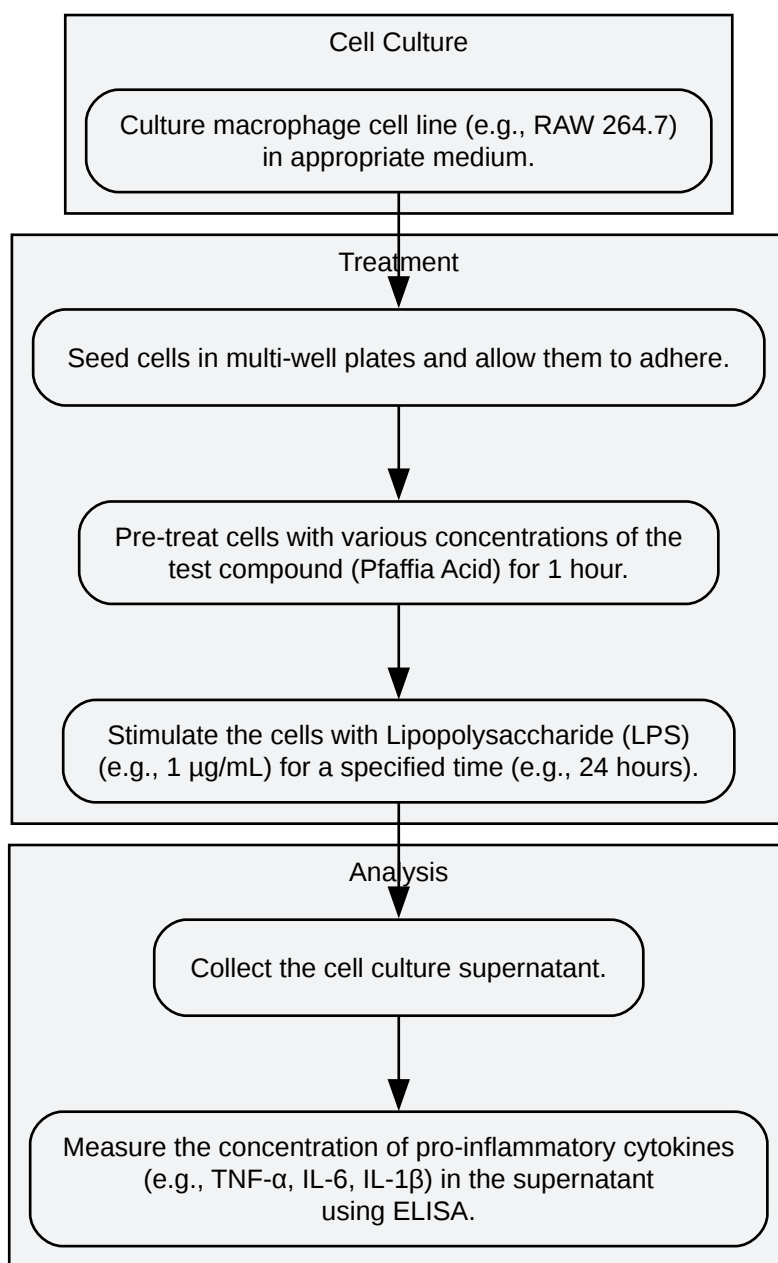 Cell Culture
Culture macrophage cell line (e.g., RAW 264.7)
in appropriate medium.
Treatment
Seed cells in multi-well plates and allow them to adhere.
Pre-treat cells with various concentrations of the
test compound (Pfaffia Acid) for 1 hour.
Stimulate the cells with Lipopolysaccharide (LPS)
(e.g., 1 µg/mL) for a specified time (e.g., 24 hours).
Analysis
Collect the cell culture supernatant.
Measure the concentration of pro-inflammatory cytokines
(e.g., TNF-α, IL-6, IL-1β) in the supernatant
using ELISA.